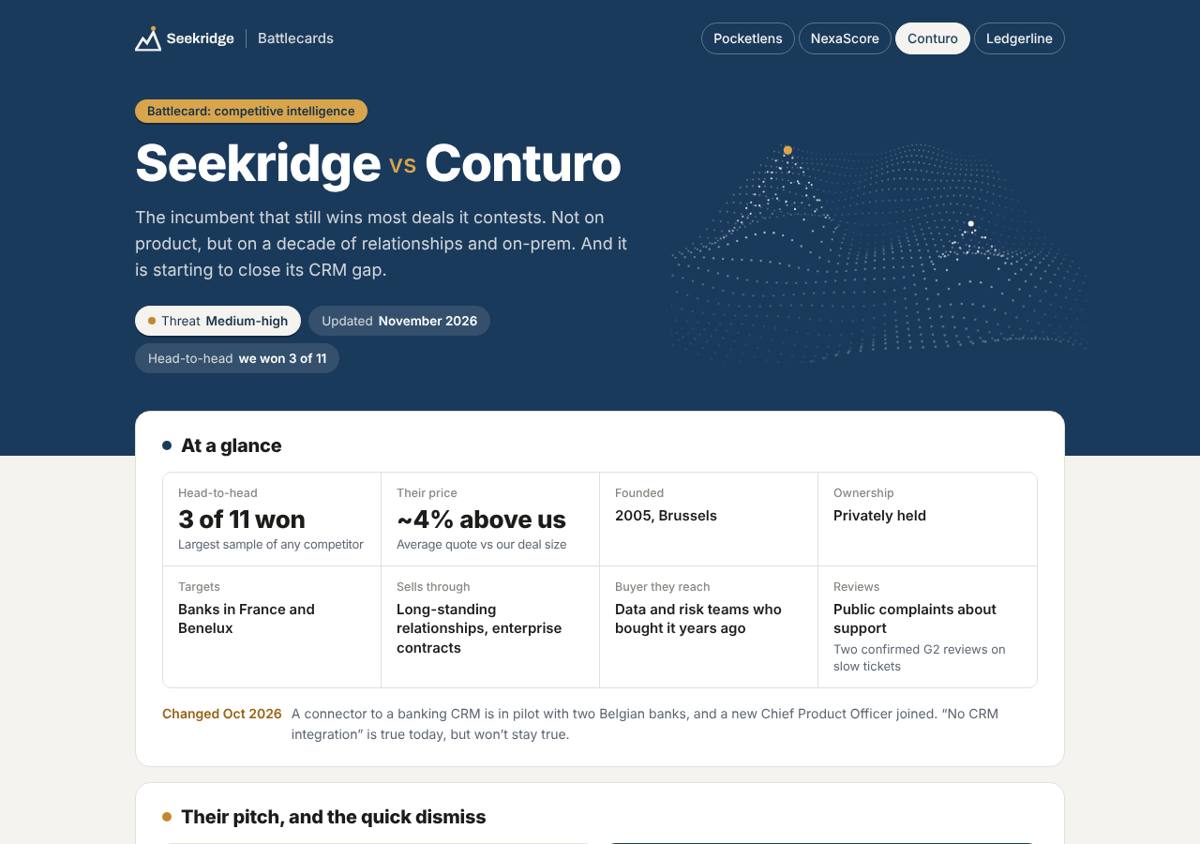 Seekridge
Battlecards
Pocketlens
NexaScore
Conturo
Ledgerline
Battlecard: competitive intelligence
Seekridge vs Conturo
The incumbent that still wins most deals it contests. Not on
product, but on a decade of relationships and on-prem. And it
is starting to close its CRM gap.
Threat Medium-high
Updated November 2026
Head-to-head we won 3 of 11
At a glance
Head-to-head
3 of 11 won
Largest sample of any competitor
Their price
~4% above us
Average quote vs our deal size
Founded
2005, Brussels
Ownership
Privately held
Targets
Banks in France and
Benelux
Sells through
Long-standing
relationships, enterprise
contracts
Buyer they reach
Data and risk teams who
bought it years ago
Reviews
Public complaints about
support
Two confirmed G2 reviews on
slow tickets
Changed Oct 2026 A connector to a banking CRM is in pilot with two Belgian banks, and a new Chief Product Officer joined. “No CRM
integration” is true today, but won’t stay true.
Their pitch, and the quick dismiss